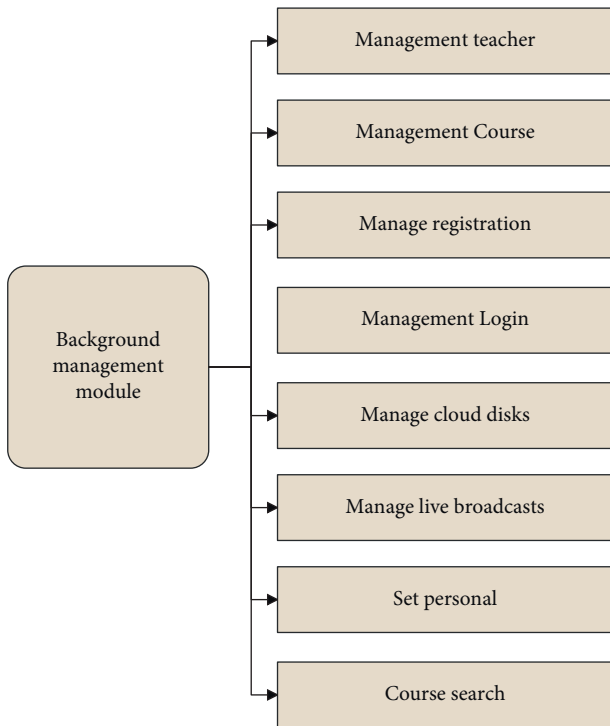 Management teacher
Management Course
Manage registration
Management Login
Background
management
module
Manage cloud disks
Manage live broadcasts
Set personal
Course search